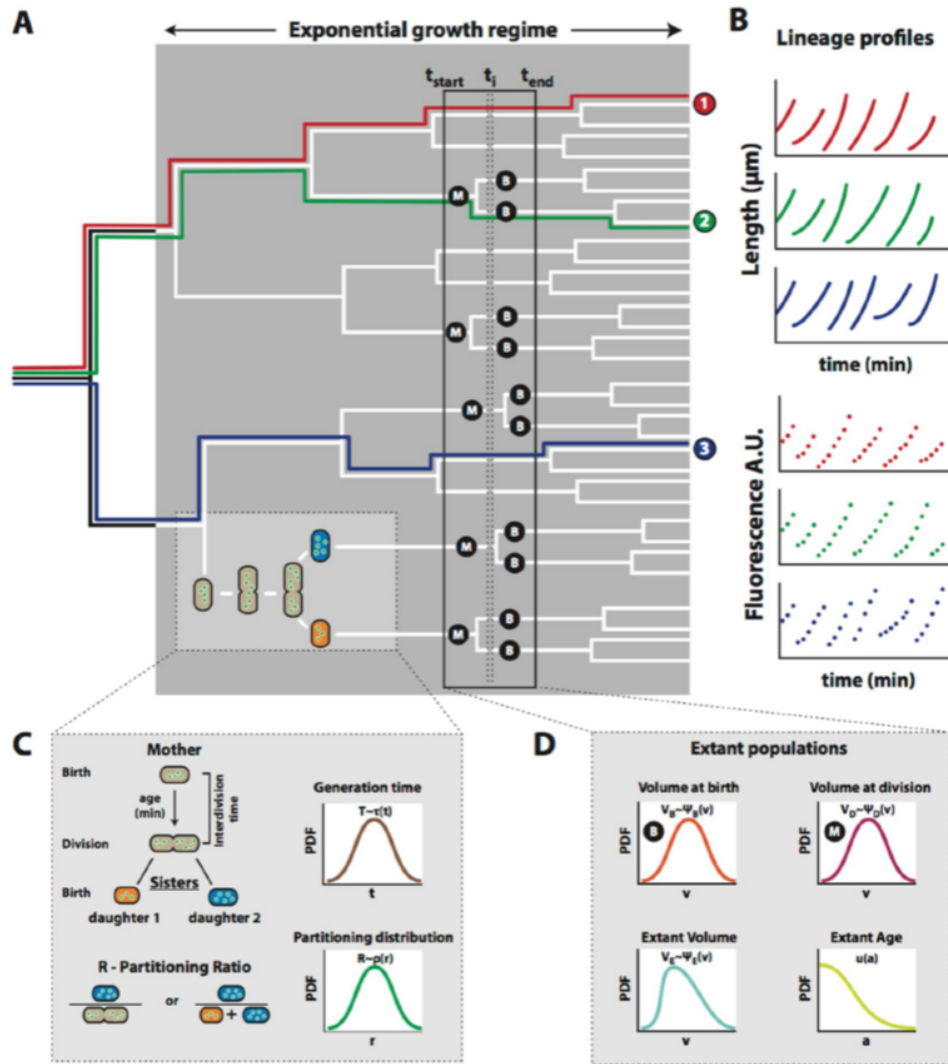 A
Exponential growth regime
t_start t_i t_end
1
M
B
B
2
M
B
B
M
B
B
3
M
B
B
M
B
B
B
Lineage profiles
Length (μm)
time (min)
Fluorescence A.U.
time (min)
C
Mother
Birth
age
(min)
interdivision
time
Division
Sisters
Birth
daughter 1 daughter 2
R - Partitioning Ratio
or
+
Generation time
T~τ(t)
PDF
t
Partitioning distribution
R~ρ(r)
PDF
r
D
Extant populations
Volume at birth
V_B~Ψ_B(v)
B
PDF
v
Volume at division
V_D~Ψ_D(v)
M
PDF
v
Extant Volume
V_E~Ψ_E(v)
PDF
v
Extant Age
u(a)
PDF
a